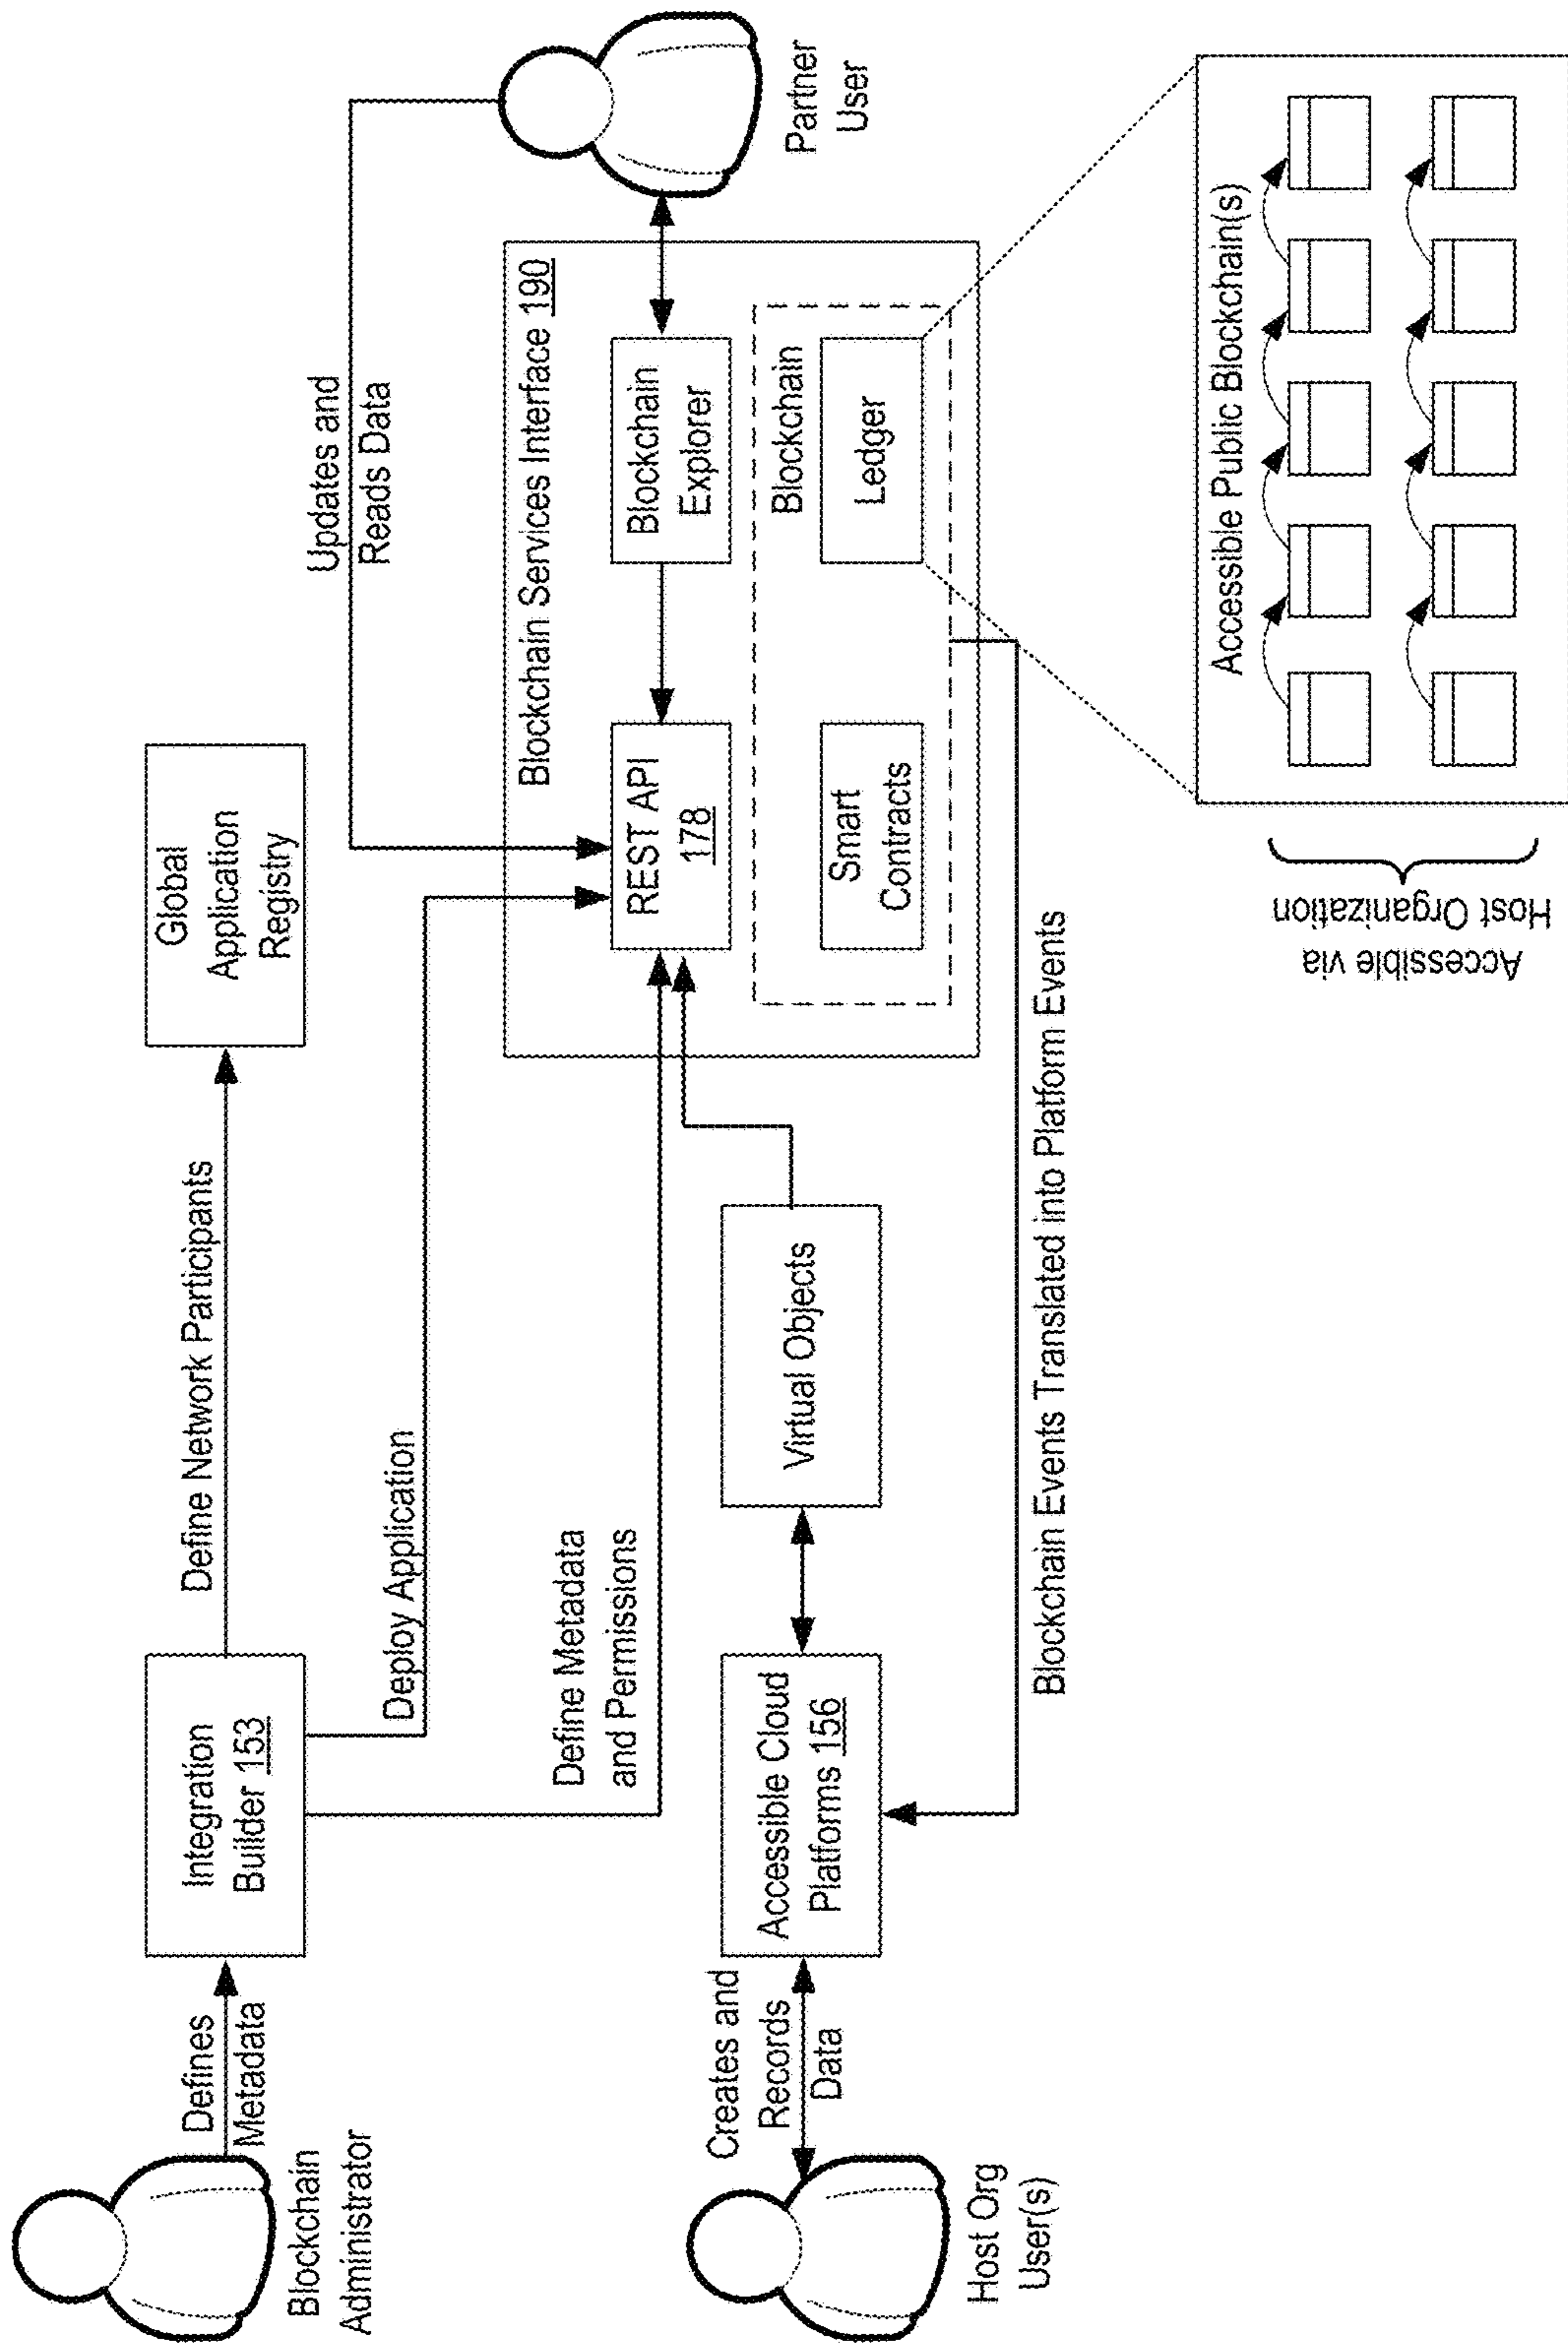 Blockchain
Administrator
Defines
Metadata
Integration
Builder 153
Define Network Participants
Global
Application
Registry
Deploy Application
Define Metadata
and Permissions
Updates and
Reads Data
Partner
User
Blockchain Services Interface 190
REST API
178
Blockchain
Explorer
Blockchain
Smart
Contracts
Ledger
Host Org
User(s)
Creates and
Records
Data
Accessible Cloud
Platforms 156
Virtual Objects
Blockchain Events Translated into Platform Events
Accessible Public Blockchain(s)
Accessible via
Host Organization